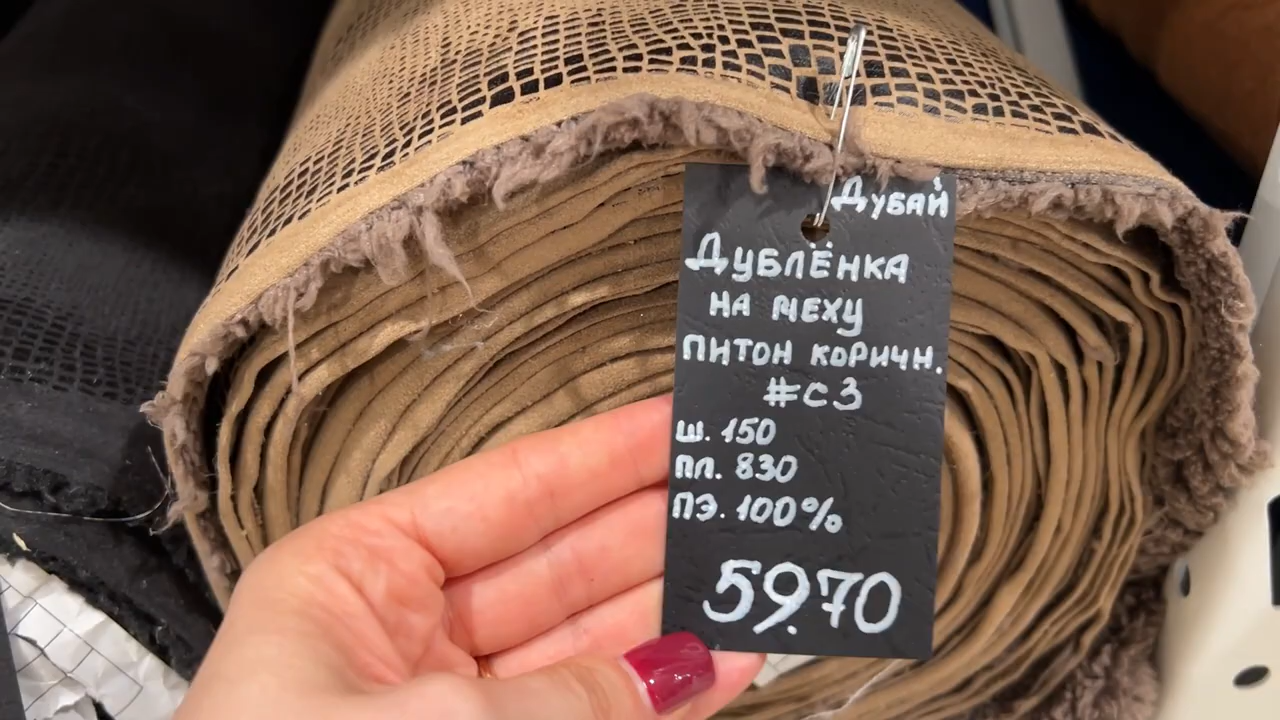 Дубай
Дублёнка
на меху
питон коричн.
#С3
Ш. 150
Пл. 830
ПЭ. 100%
59.70